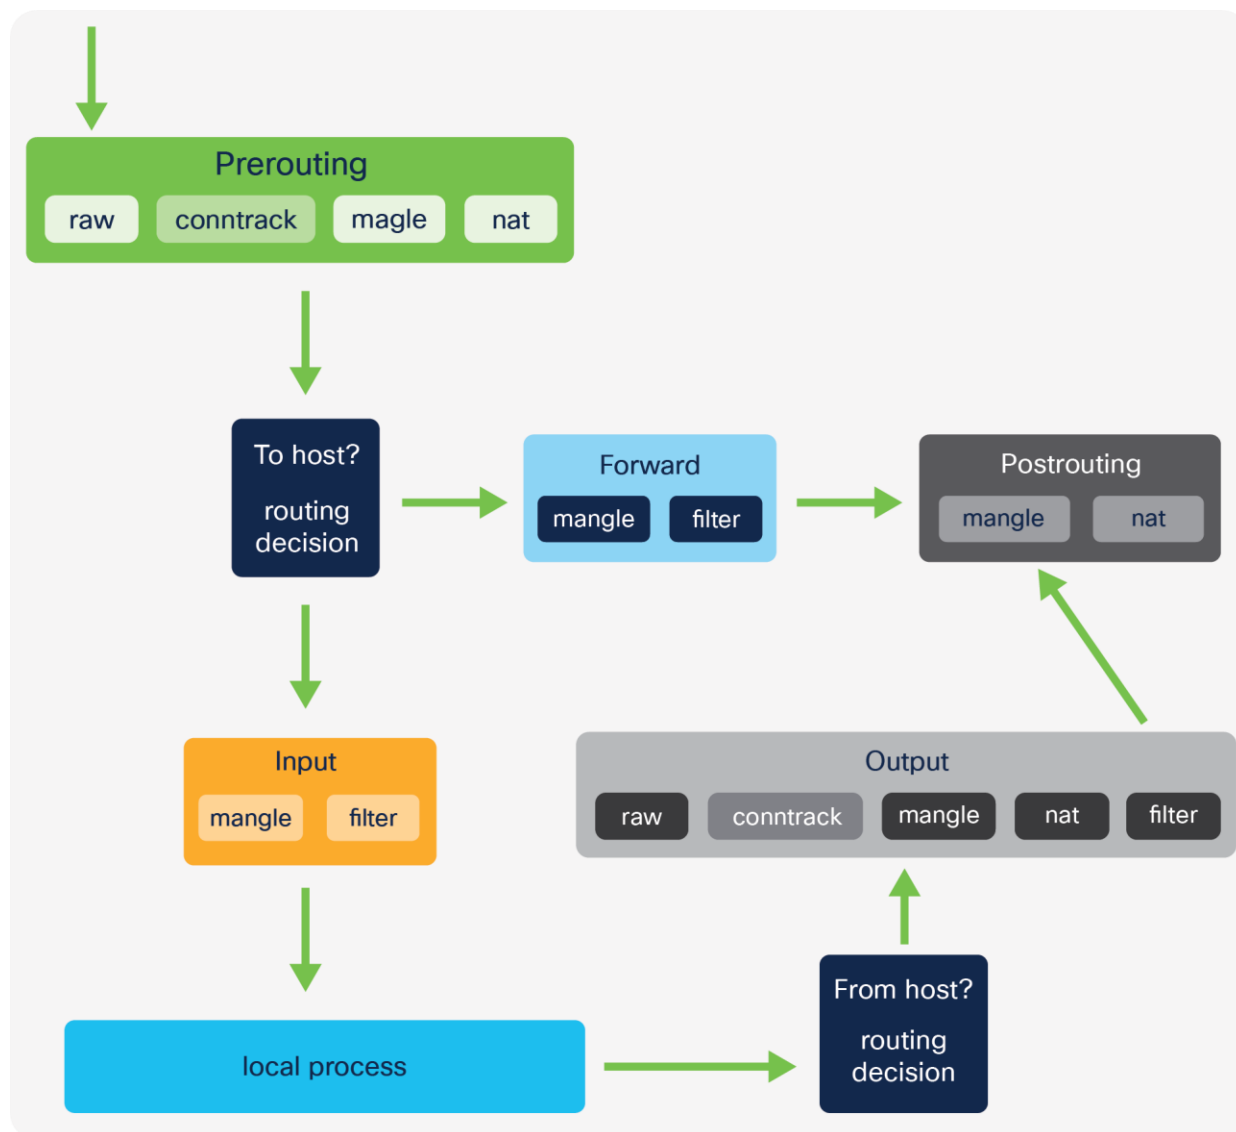 Prerouting
raw conntrack magle nat
To host?
routing
decision
Forward
mangle filter
Postrouting
mangle nat
Input
mangle filter
Output
raw conntrack mangle nat filter
local process
From host?
routing
decision